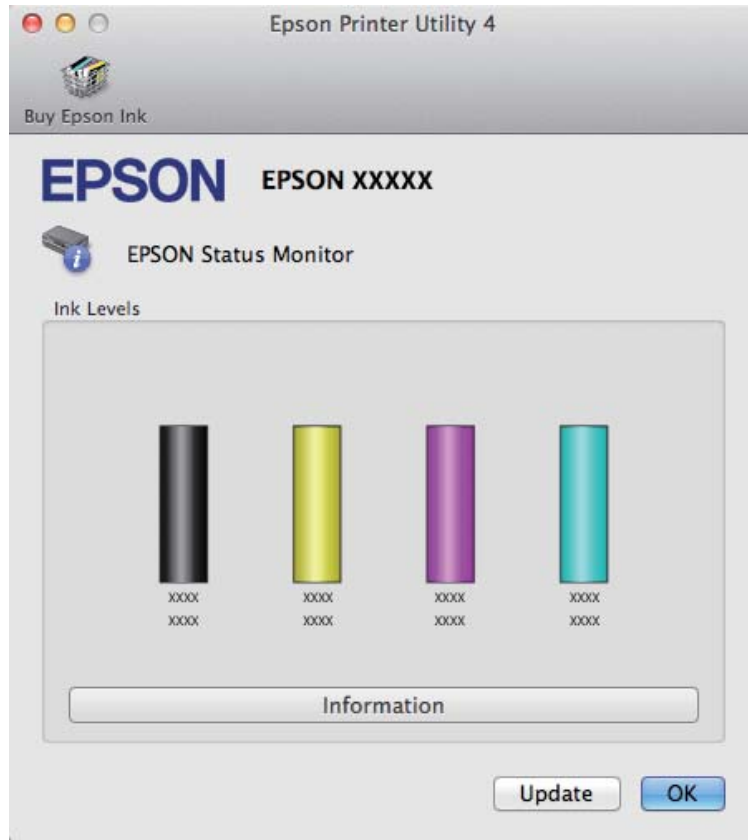 Epson Printer Utility 4
Buy Epson Ink
EPSON EPSON XXXXX
EPSON Status Monitor
Ink Levels
xxxx xxxx xxxx xxxx
xxxx xxxx xxxx xxxx
Information
Update OK